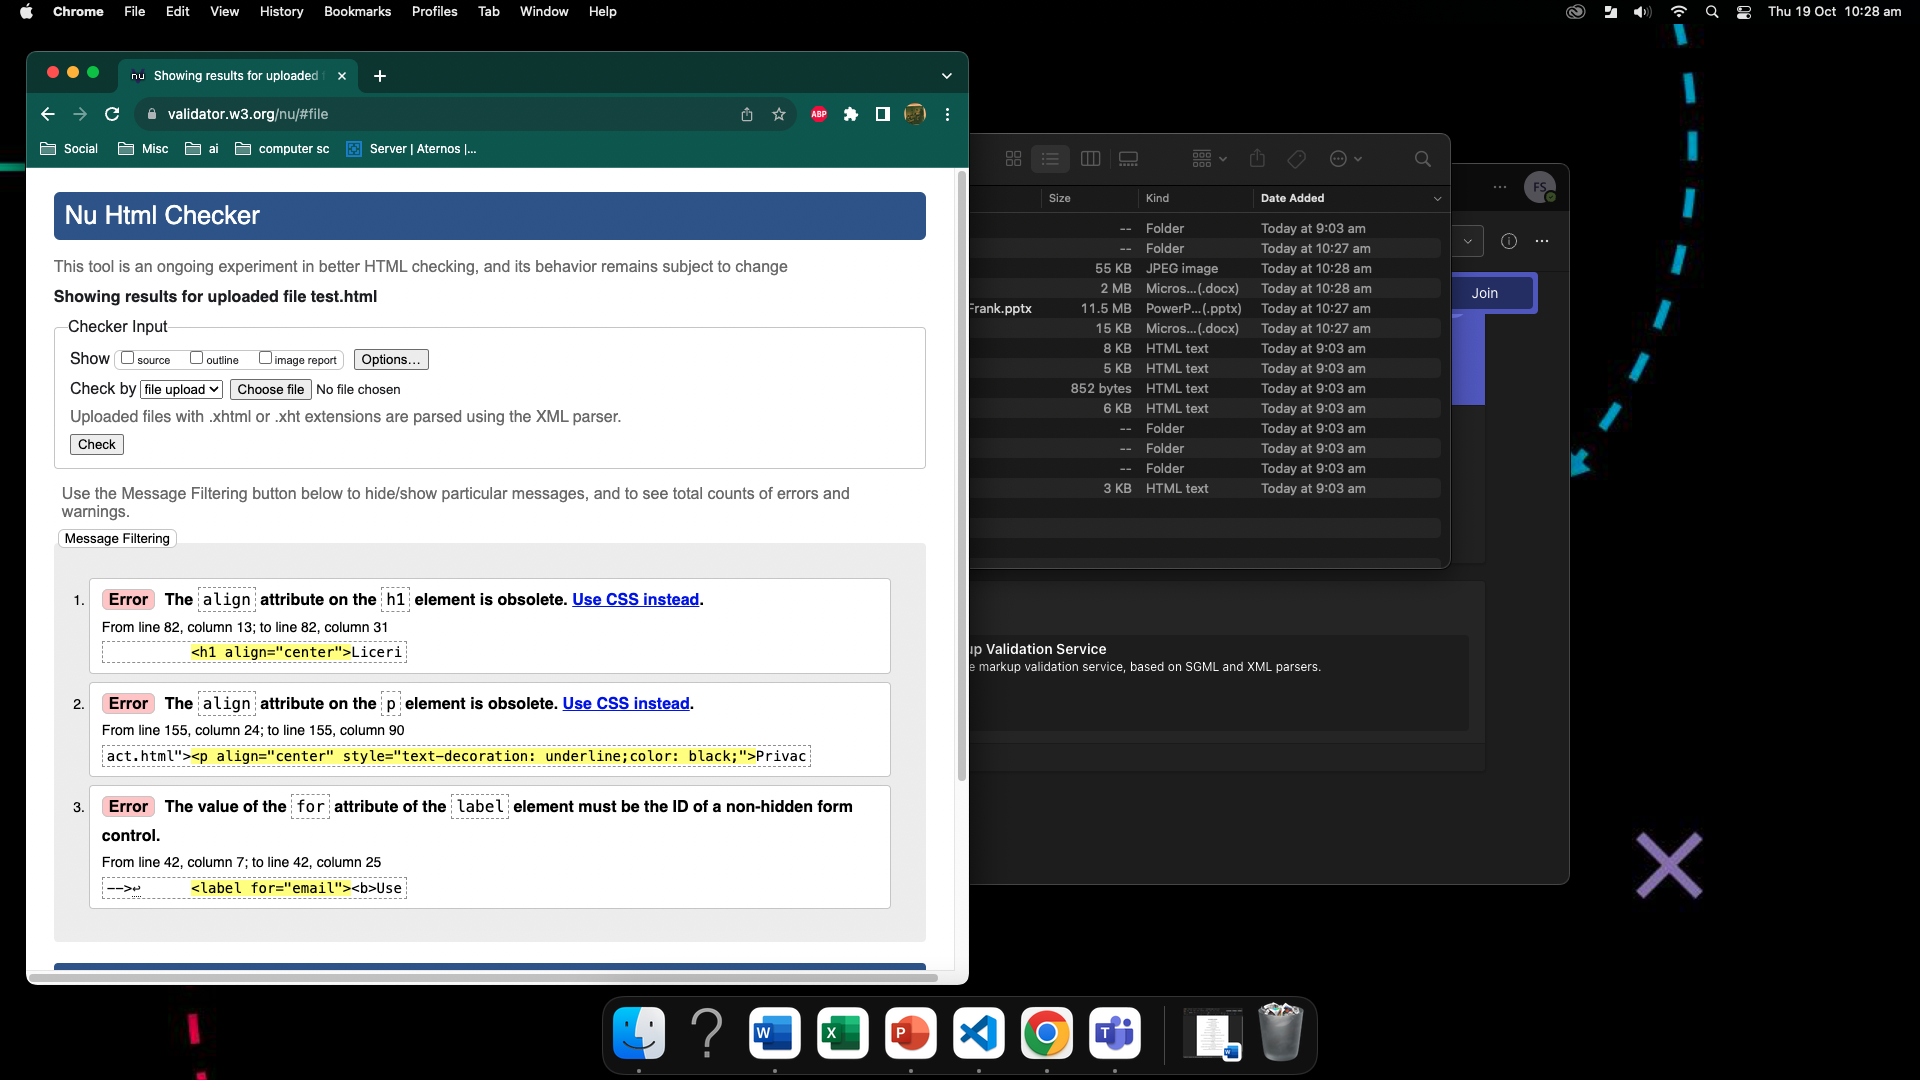 Chrome File Edit View History Bookmarks Profiles Tab Window Help
Thu 19 Oct 10:28 am
nu Showing results for uploaded
validator.w3.org/nu/#file
ABP
Social Misc ai computer sc Server | Aternos |...
Nu Html Checker
This tool is an ongoing experiment in better HTML checking, and its behavior remains subject to change
Showing results for uploaded file test.html
Checker Input
Show source outline image report Options...
Check by file upload Choose file No file chosen
Uploaded files with .xhtml or .xht extensions are parsed using the XML parser.
Check
Use the Message Filtering button below to hide/show particular messages, and to see total counts of errors and
warnings.
Message Filtering
1. Error The align attribute on the h1 element is obsolete. Use CSS instead.
From line 82, column 13; to line 82, column 31
<h1 align="center">Liceri
2. Error The align attribute on the p element is obsolete. Use CSS instead.
From line 155, column 24; to line 155, column 90
act.html"><p align="center" style="text-decoration: underline;color: black;">Privac
3. Error The value of the for attribute of the label element must be the ID of a non-hidden form
control.
From line 42, column 7; to line 42, column 25
-->↩ <label for="email"><b>Use
Size Kind Date Added
-- Folder Today at 9:03 am
-- Folder Today at 10:27 am
55 KB JPEG image Today at 10:28 am
2 MB Micros...(.docx) Today at 10:28 am
Frank.pptx 11.5 MB PowerP...(.pptx) Today at 10:27 am
15 KB Micros...(.docx) Today at 10:27 am
8 KB HTML text Today at 9:03 am
5 KB HTML text Today at 9:03 am
852 bytes HTML text Today at 9:03 am
6 KB HTML text Today at 9:03 am
-- Folder Today at 9:03 am
-- Folder Today at 9:03 am
-- Folder Today at 9:03 am
3 KB HTML text Today at 9:03 am
FS
Join
up Validation Service
e markup validation service, based on SGML and XML parsers.
W X P T